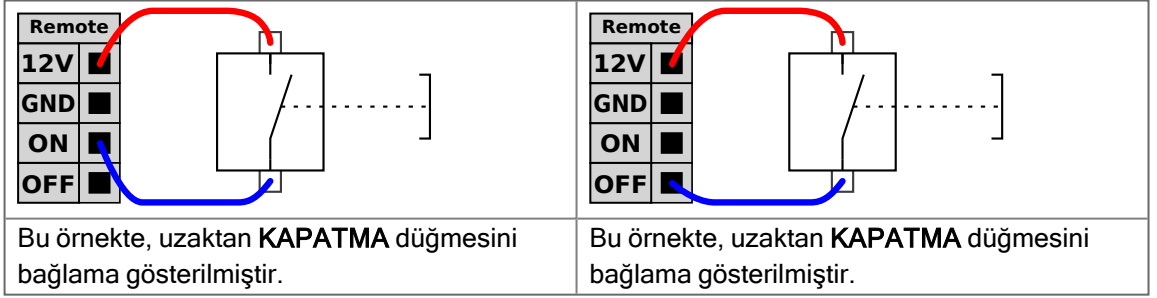 Remote
12V
GND
ON
OFF
Bu örnekte, uzaktan KAPATMA düğmesini
bağlama gösterilmiştir.
Remote
12V
GND
ON
OFF
Bu örnekte, uzaktan KAPATMA düğmesini
bağlama gösterilmiştir.